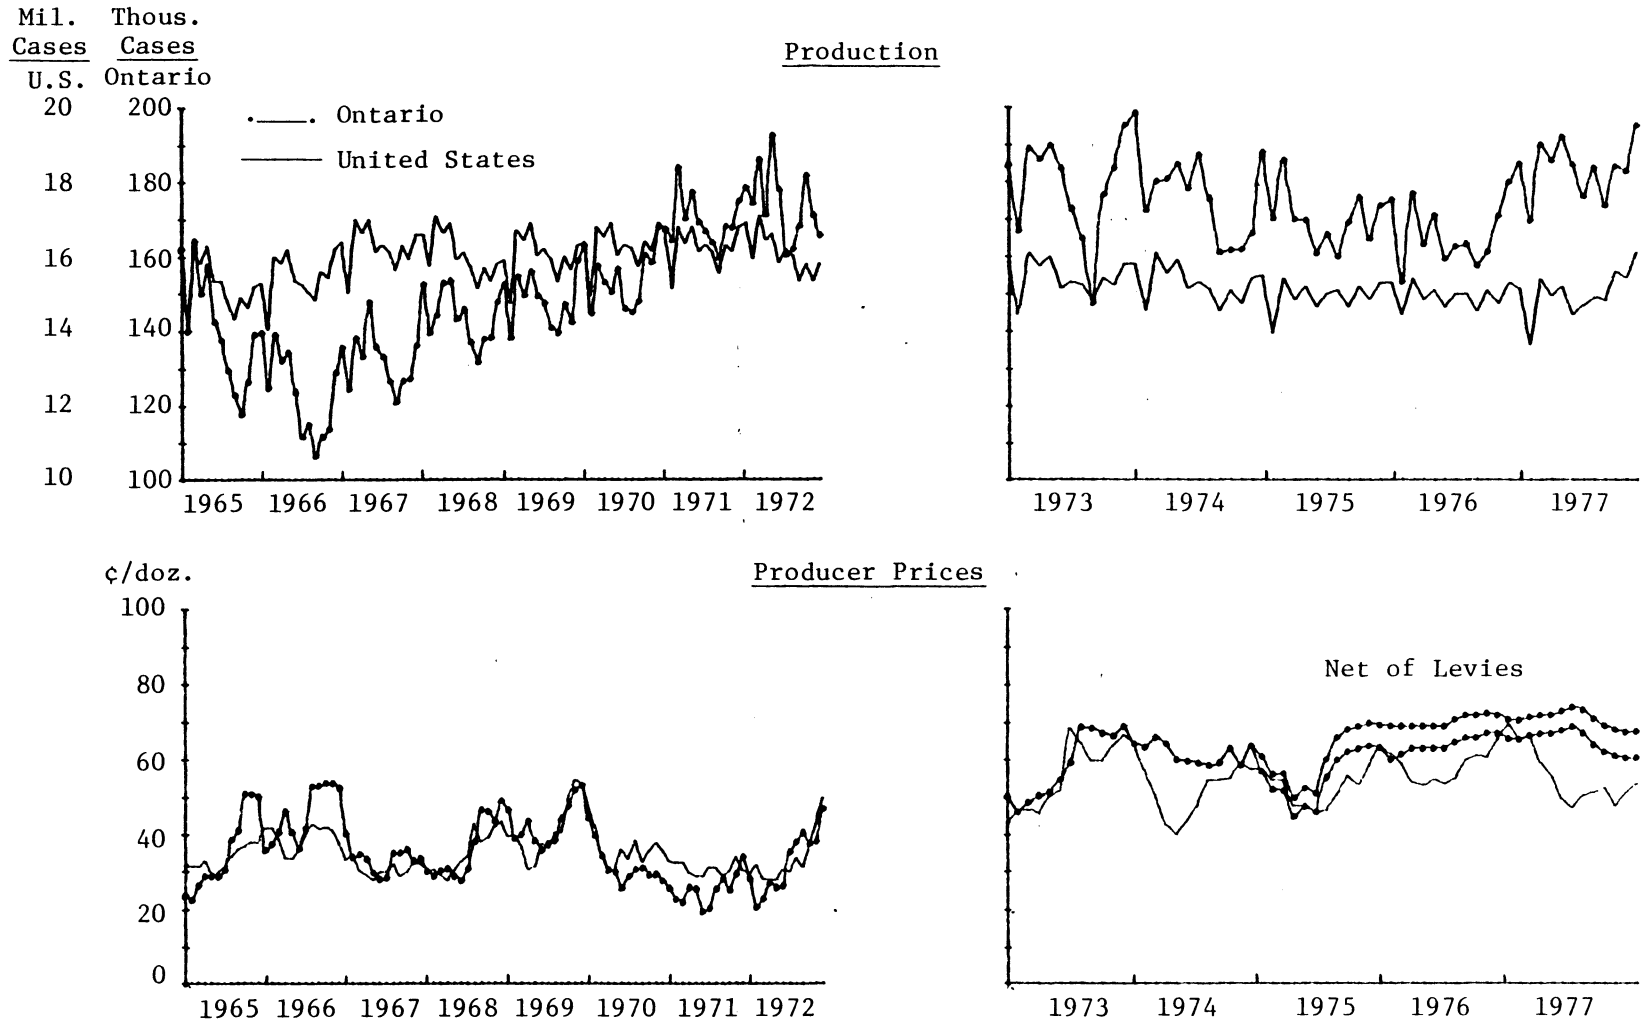 Mil. Thous.
Cases Cases
U.S. Ontario
Production
20 200
Ontario
United States
18 180
16 160
14 140
12 120
10 100
1965 1966 1967 1968 1969 1970 1971 1972
1973 1974 1975 1976 1977
¢/doz.
Producer Prices
100
80
Net of Levies
60
40
20
0
1965 1966 1967 1968 1969 1970 1971 1972
1973 1974 1975 1976 1977